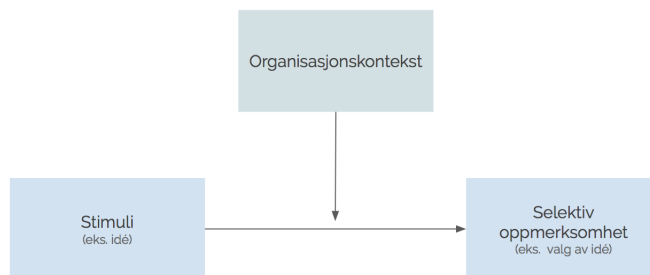 Organisasjonskontekst
Stimuli
(eks. idé)
Selektiv
oppmerksomhet
(eks. valg av idé)